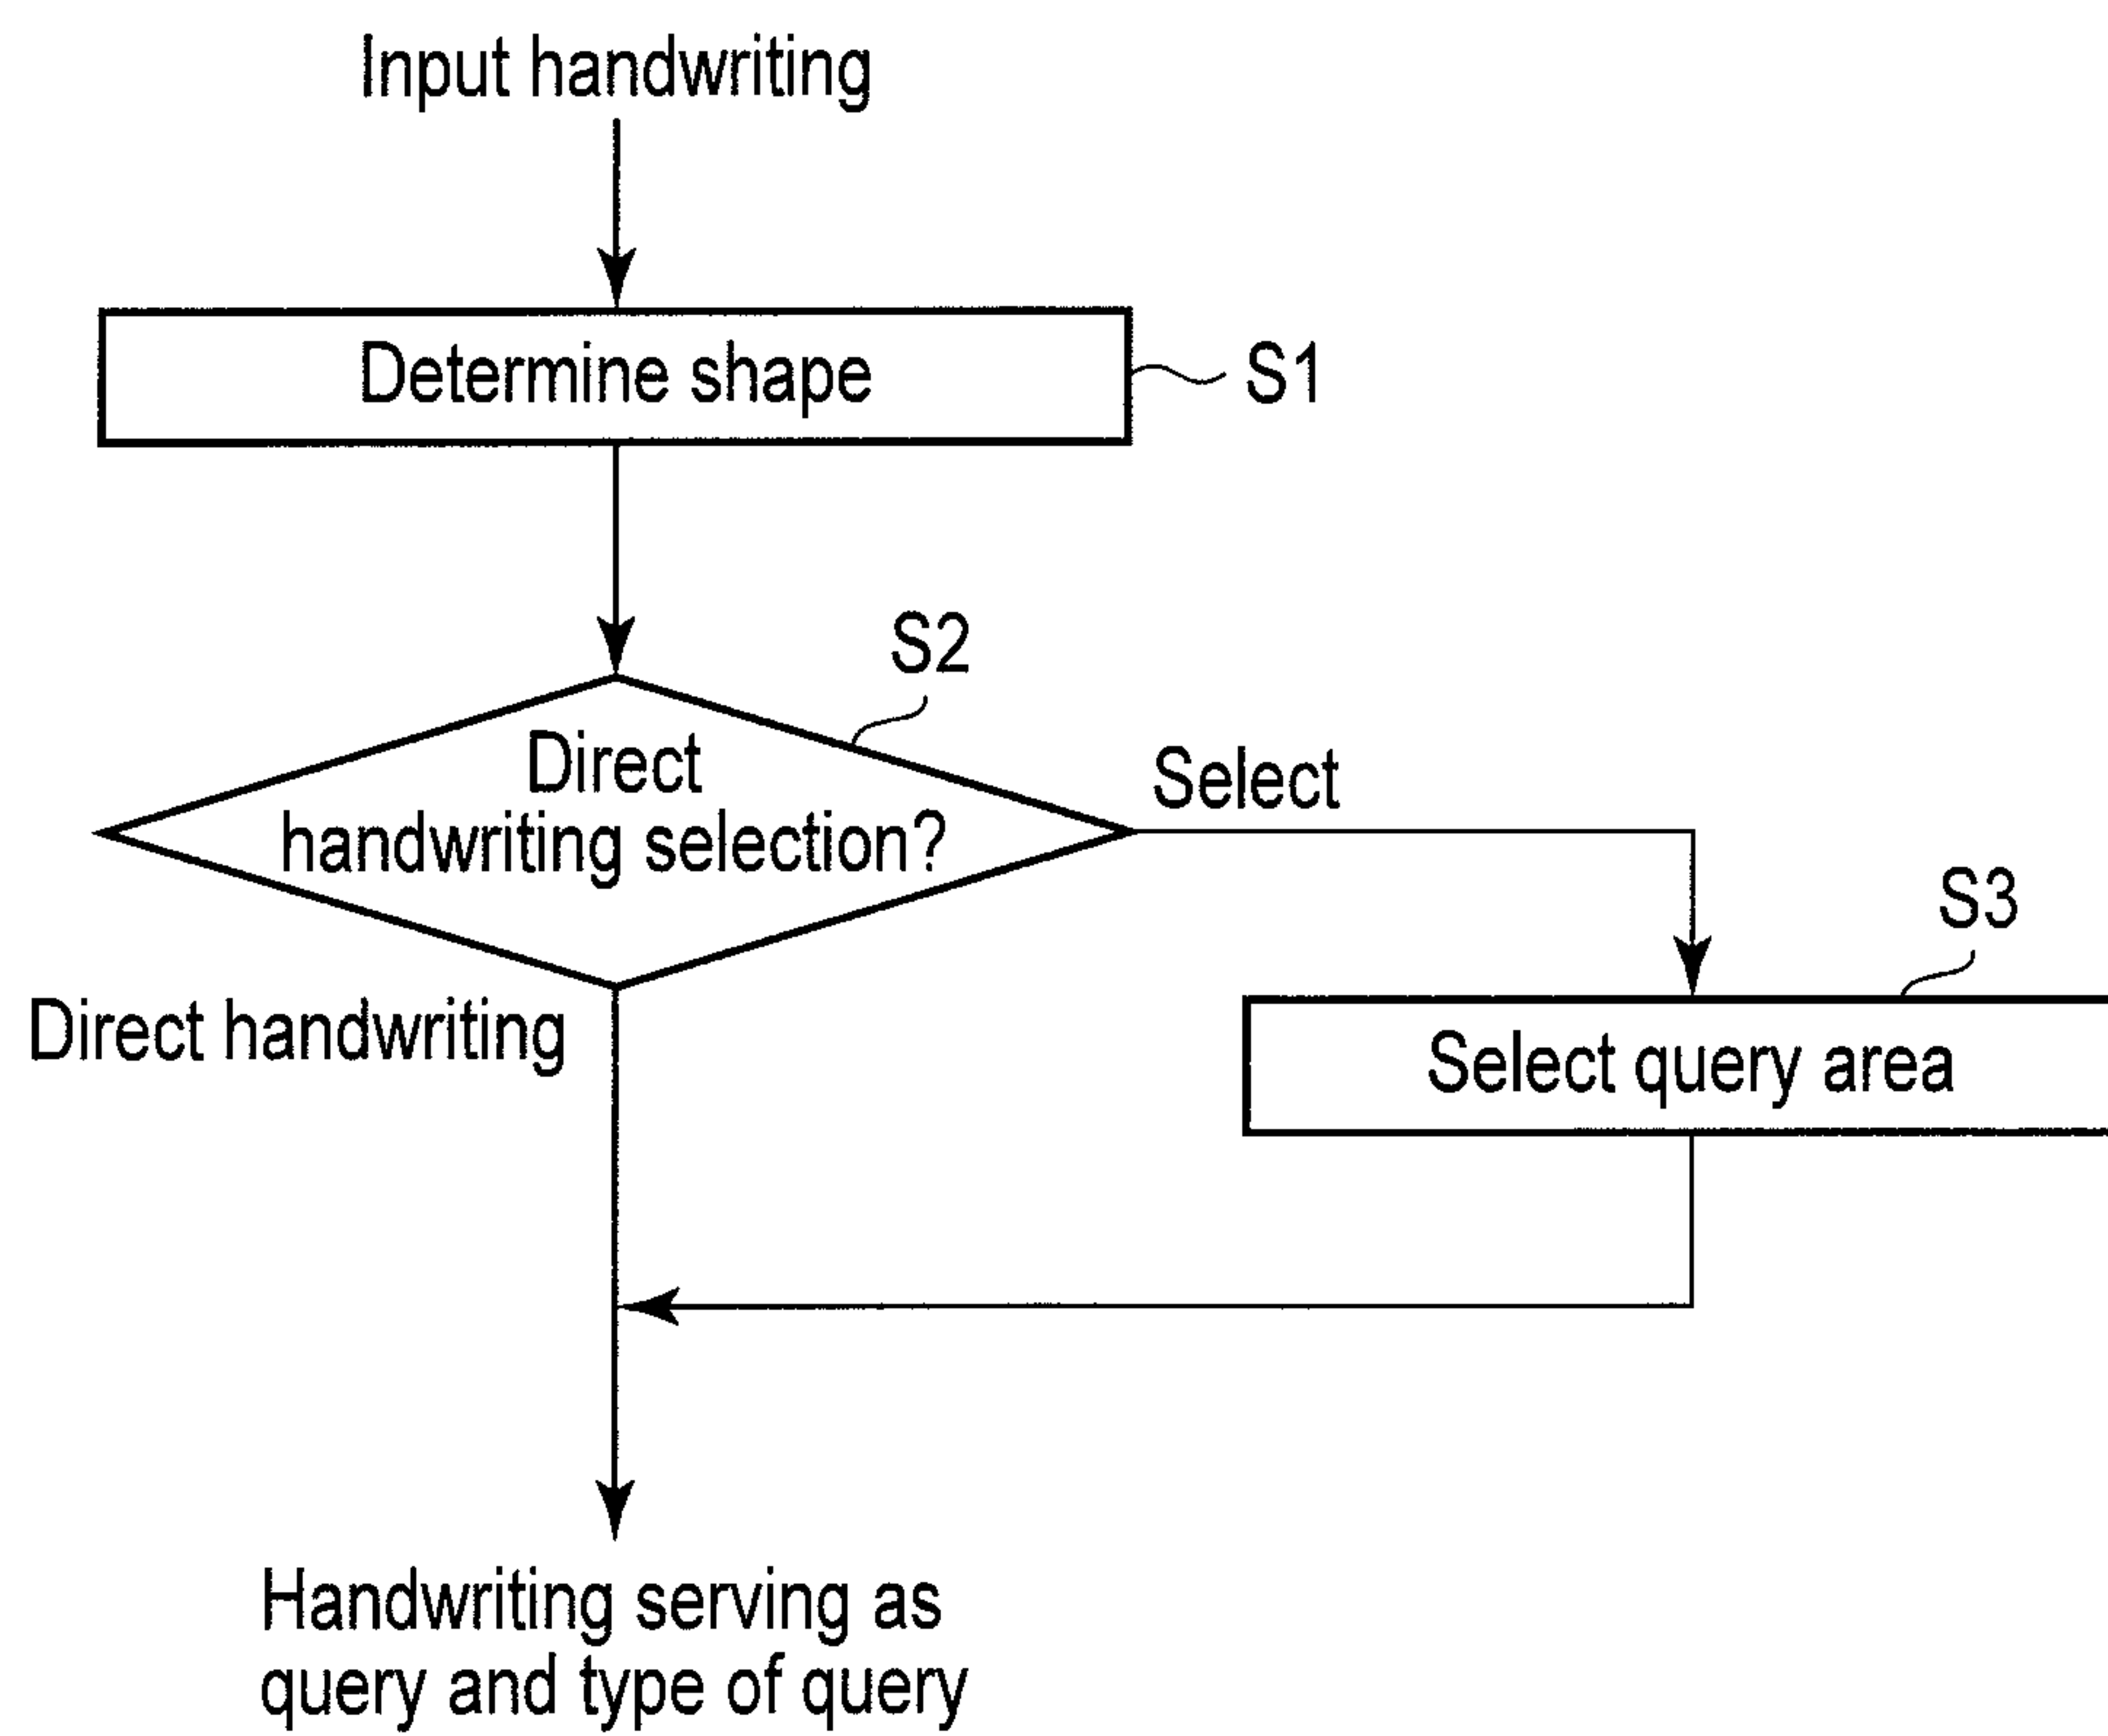 Input handwriting
Determine shape
S1
S2
Direct
handwriting selection?
Select
S3
Direct handwriting
Select query area
Handwriting serving as
query and type of query